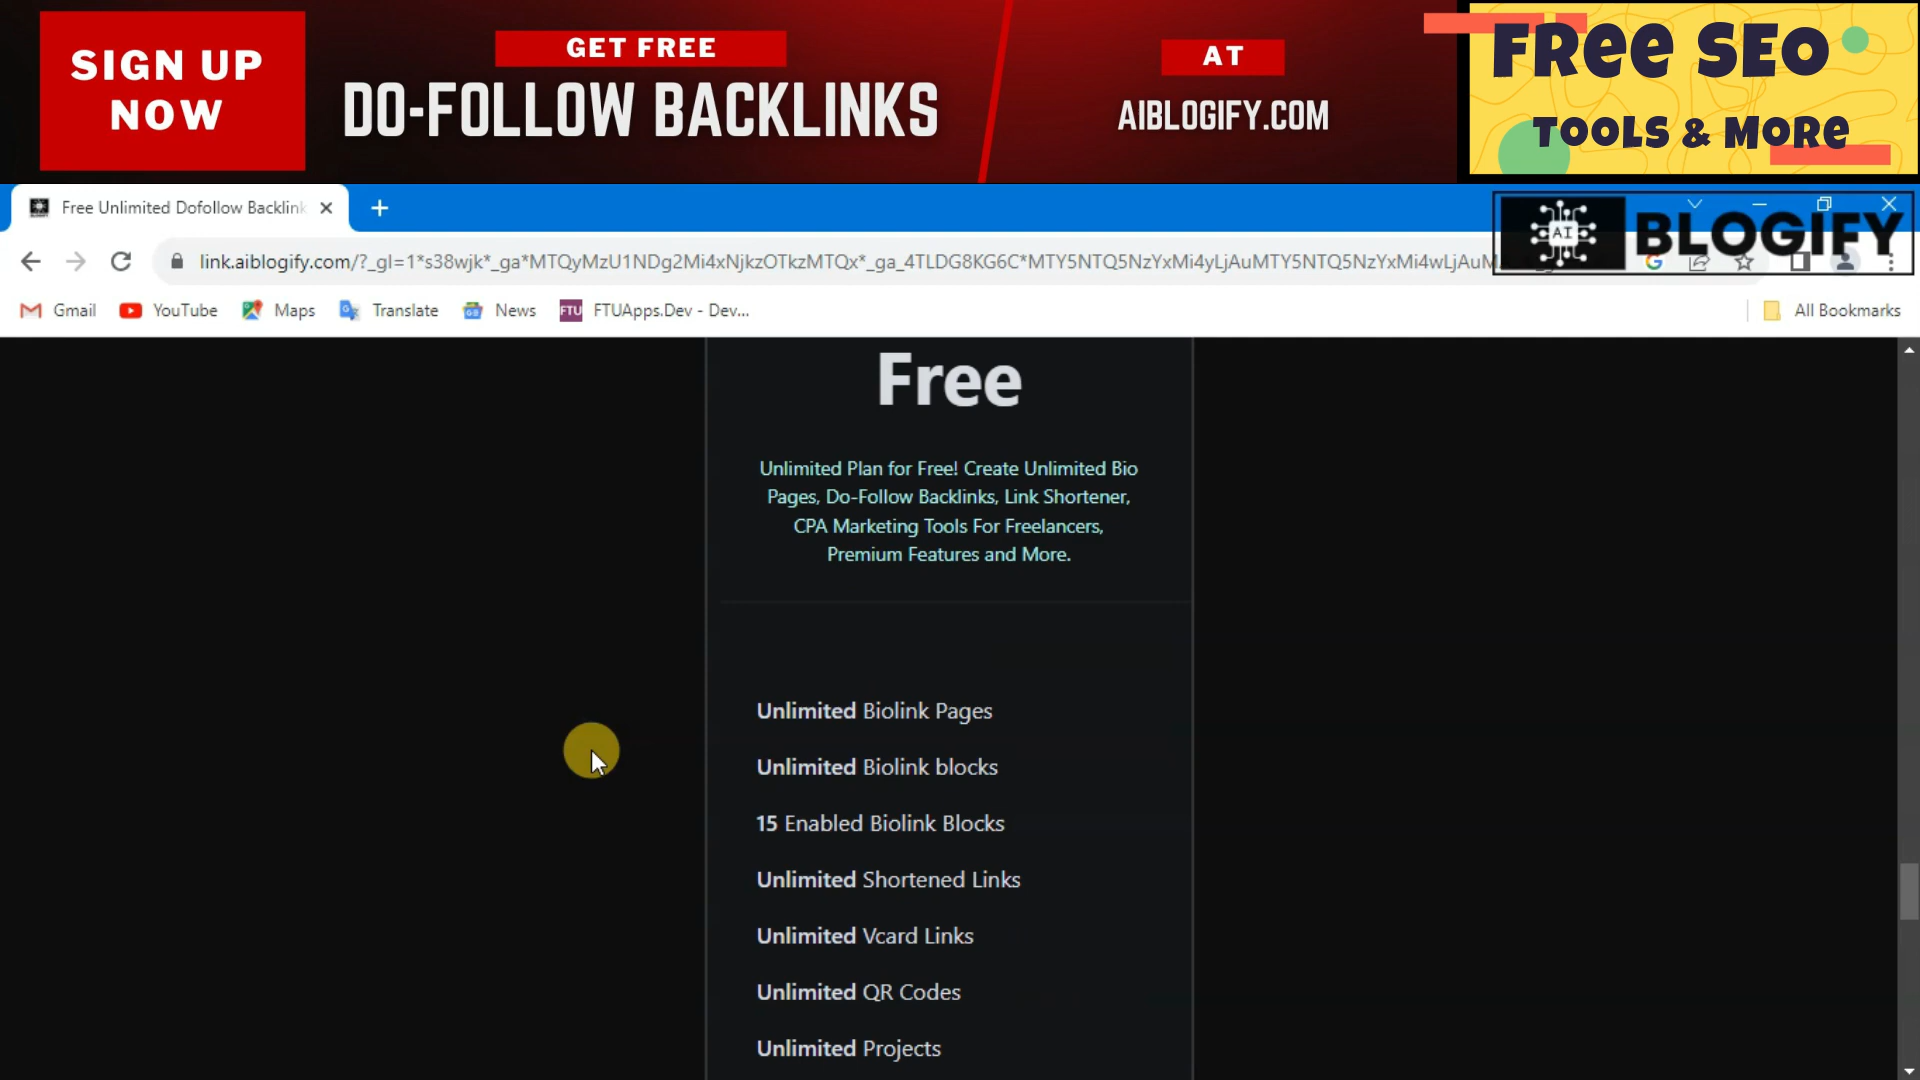 SIGN UP
NOW
GET FREE
DO-FOLLOW BACKLINKS
AT
AIBLOGIFY.COM
FRee SEO
TOOLS & MORe
Free Unlimited Dofollow Backlink
AI BLOGIFY
link.aiblogify.com/?_gl=1*s38wjk*_ga*MTQyMzU1NDg2Mi4xNjkzOTkzMTQx*_ga_4TLDG8KG6C*MTY5NTQ5NzYxMi4yLjAuMTY5NTQ5NzYxMi4wLjAuM
Gmail
YouTube
Maps
Translate
News
FTU
FTUApps.Dev - Dev...
All Bookmarks
Free
Unlimited Plan for Free! Create Unlimited Bio
Pages, Do-Follow Backlinks, Link Shortener,
CPA Marketing Tools For Freelancers,
Premium Features and More.
Unlimited Biolink Pages
Unlimited Biolink blocks
15 Enabled Biolink Blocks
Unlimited Shortened Links
Unlimited Vcard Links
Unlimited QR Codes
Unlimited Projects